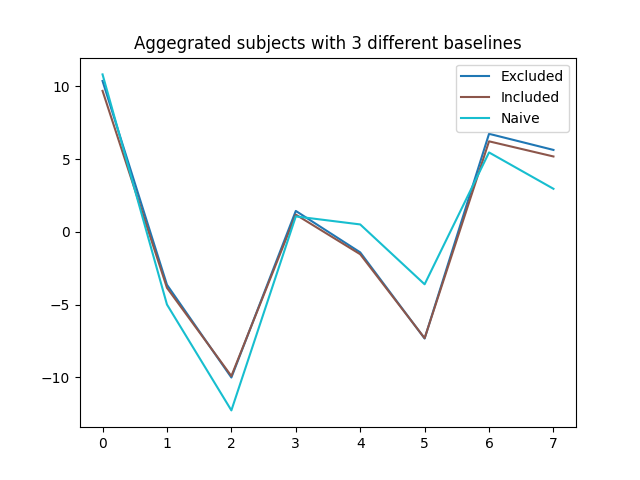 Aggegrated subjects with 3 different baselines
Excluded
Included
Naive
10
5
0
−5
−10
0 1 2 3 4 5 6 7